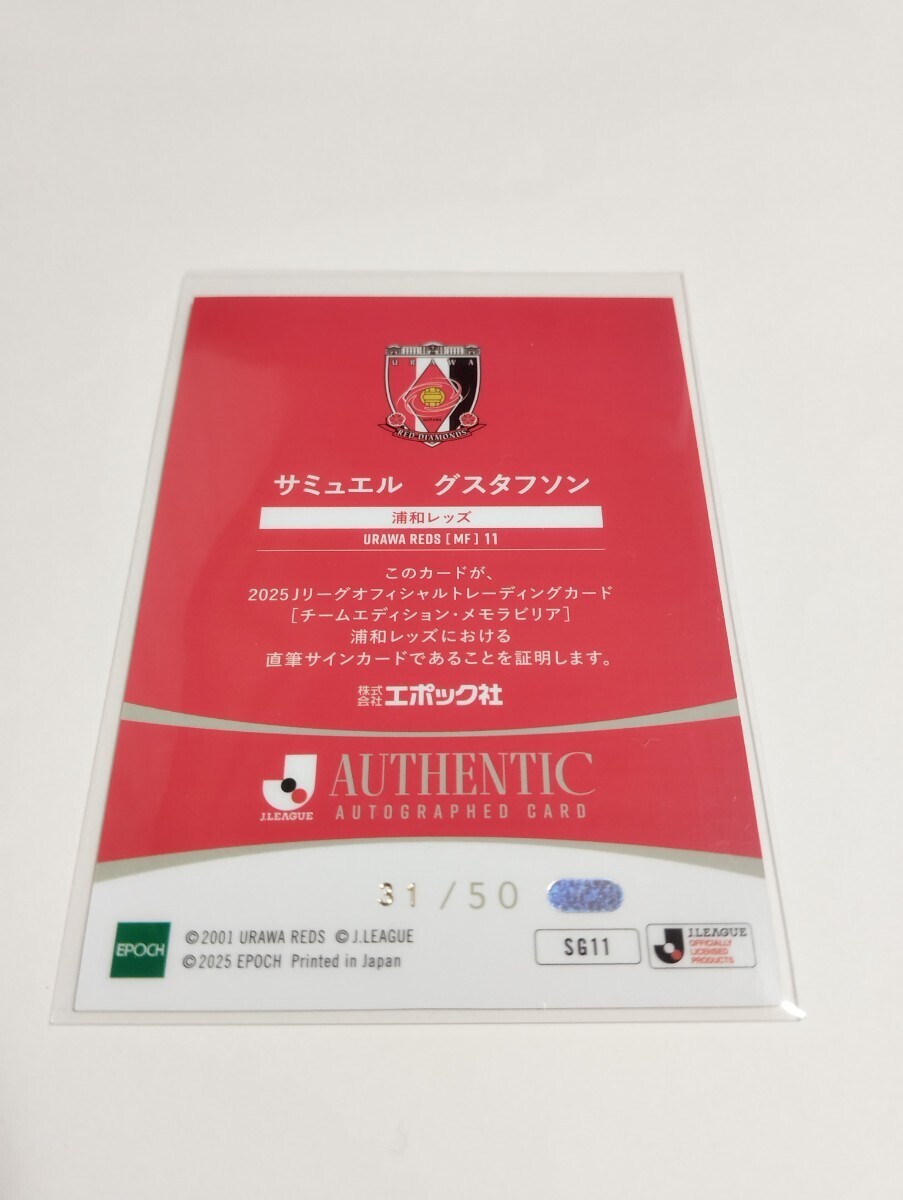 URAWA
RED DIAMONDS
サミュエル　グスタフソン
浦和レッズ
URAWA REDS [MF] 11
このカードが、
2025Jリーグオフィシャルトレーディングカード
[チームエディション・メモラビリア]
浦和レッズにおける
直筆サインカードであることを証明します。
株式会社エポック社
J.LEAGUE
AUTHENTIC
AUTOGRAPHED CARD
31/50
EPOCH
©2001 URAWA REDS ©J.LEAGUE
©2025 EPOCH Printed in Japan
SG11
J.LEAGUE
OFFICIALLY
LICENSED
PRODUCTS